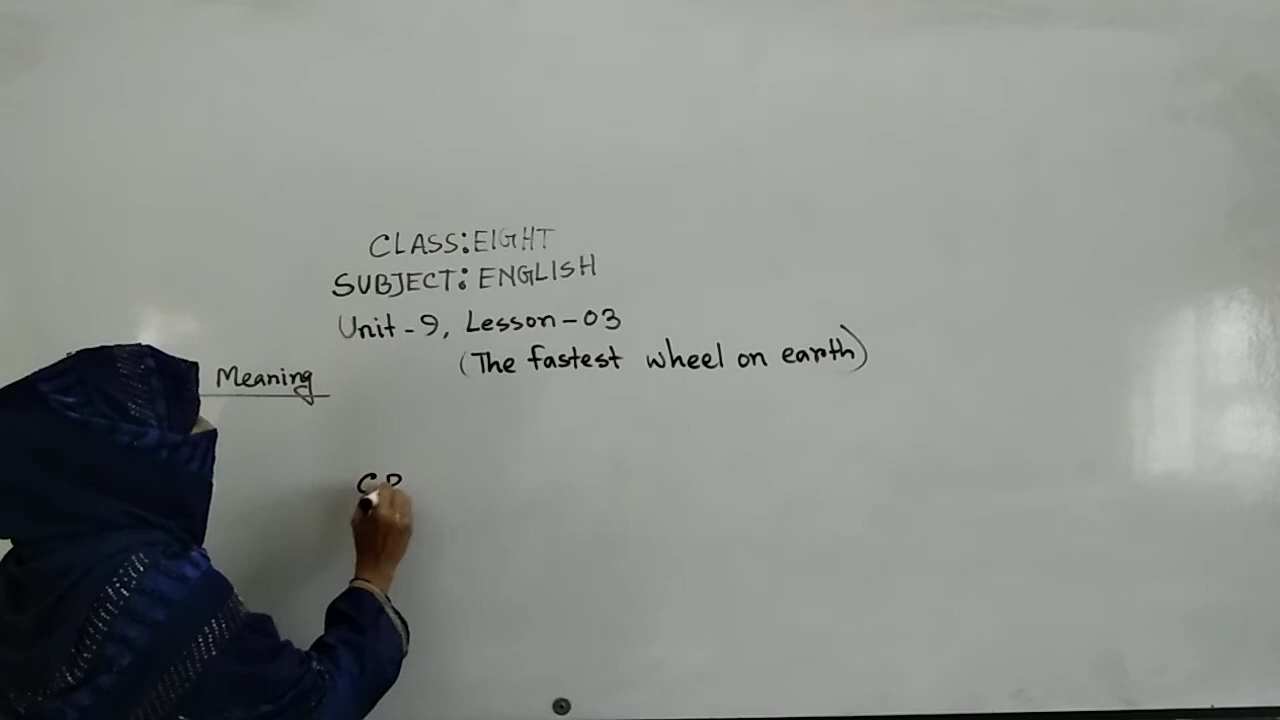 CLASS:EIGHT
SUBJECT: ENGLISH
Unit-9, Lesson-03
(The fastest wheel on earth)
Meaning